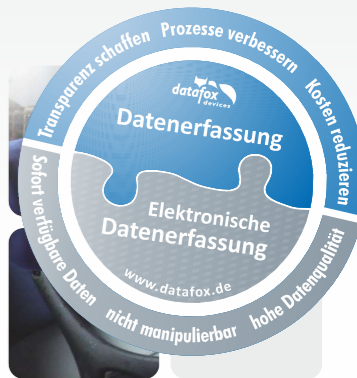 Transparenz schaffen Prozesse verbessern Kosten reduzieren
datafox
devices
Datenerfassung
Elektronische
Datenerfassung
www.datafox.de
Sofort verfügbare Daten nicht manipulierbar hohe Datenqualität